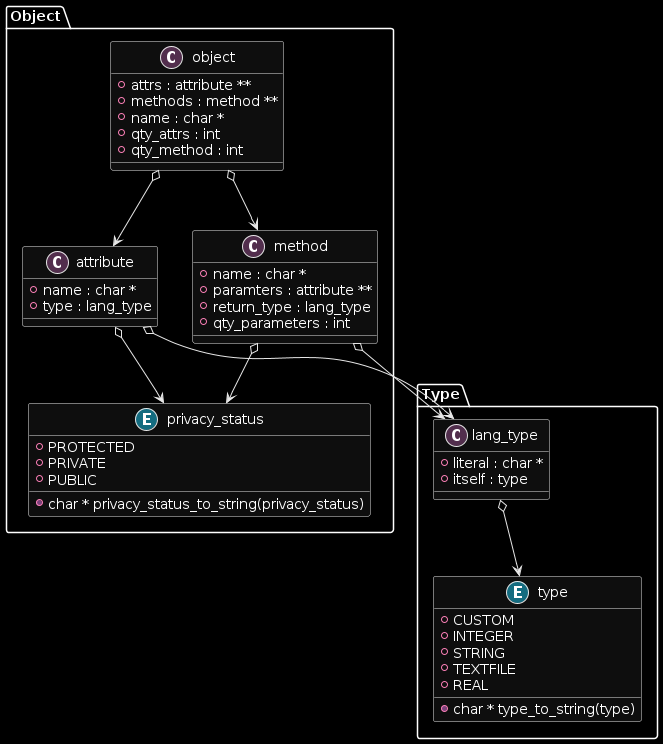 Object
C object
attrs : attribute **
methods : method **
name : char *
qty_attrs : int
qty_method : int
C attribute
name : char *
type : lang_type
C method
name : char *
paramters : attribute **
return_type : lang_type
qty_parameters : int
E privacy_status
PROTECTED
PRIVATE
PUBLIC
char * privacy_status_to_string(privacy_status)
Type
C lang_type
literal : char *
itself : type
E type
CUSTOM
INTEGER
STRING
TEXTFILE
REAL
char * type_to_string(type)